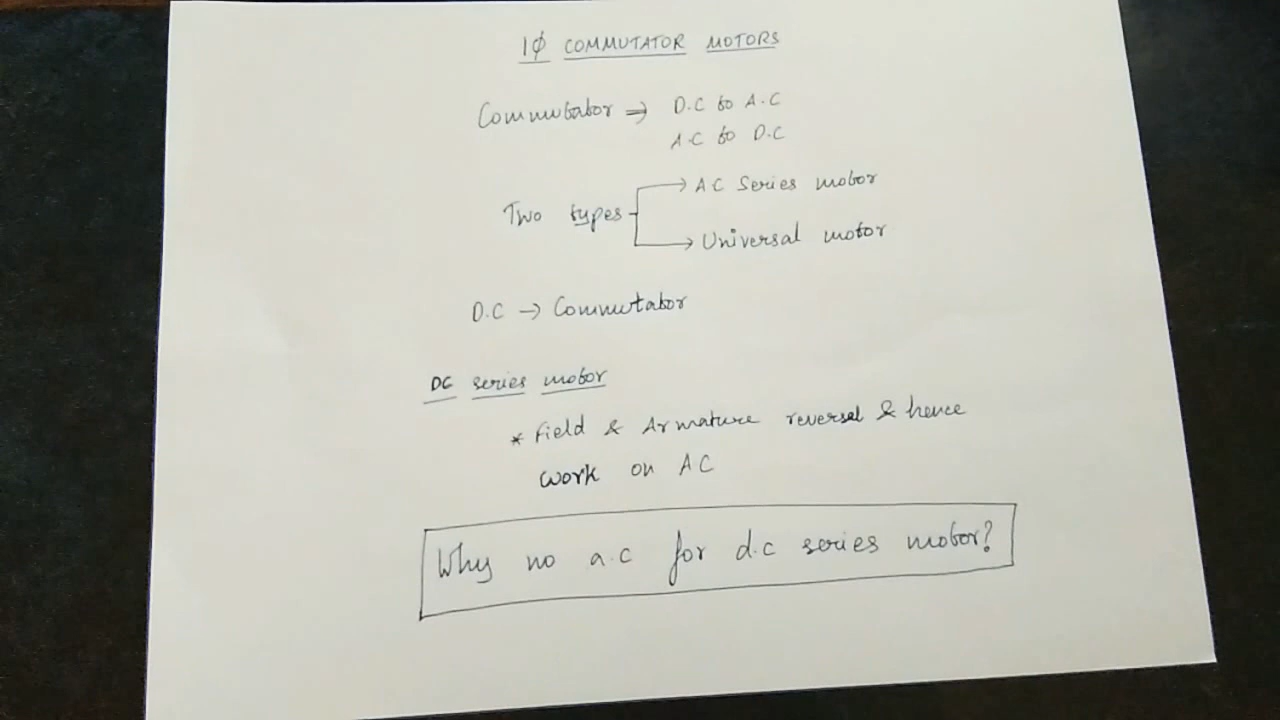 1φ COMMUTATOR MOTORS
Commutator ⇒ D.C to A.C
A.C to D.C
Two types → AC Series motor
→ Universal motor
D.C → Commutator
DC series motor
* Field & Armature reversal & hence
work on AC
Why no a.c for d.c series motor?